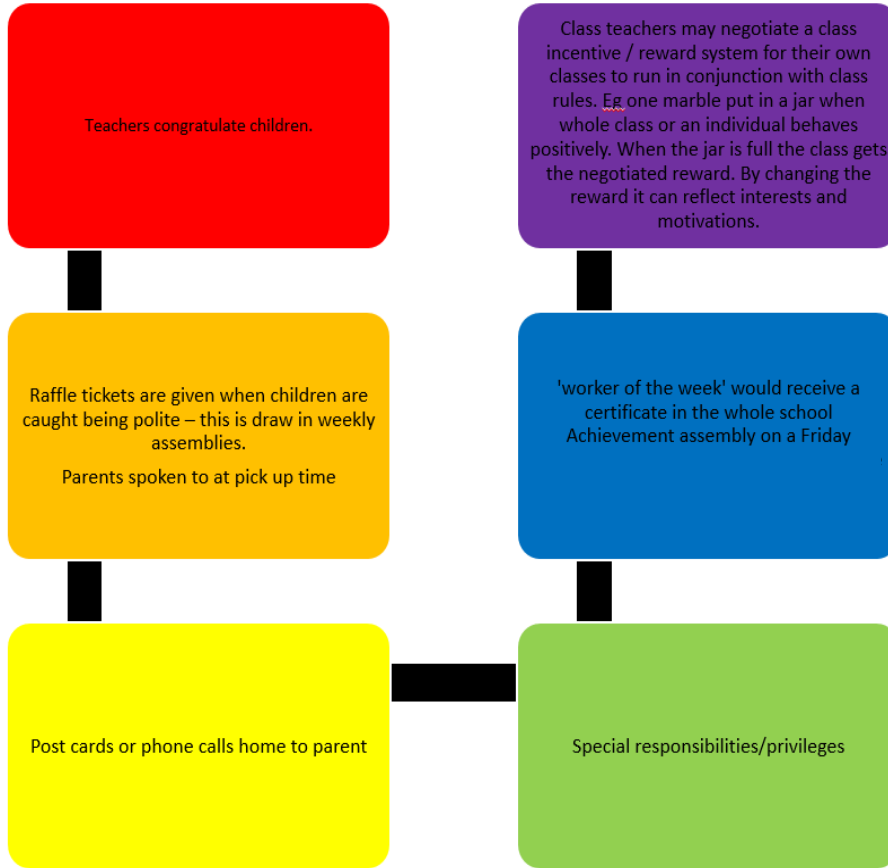 Teachers congratulate children.
Raffle tickets are given when children are
caught being polite – this is draw in weekly
assemblies.
Parents spoken to at pick up time
Post cards or phone calls home to parent
Special responsibilities/privileges
'worker of the week' would receive a
certificate in the whole school
Achievement assembly on a Friday
Class teachers may negotiate a class
incentive / reward system for their own
classes to run in conjunction with class
rules. Eg one marble put in a jar when
whole class or an individual behaves
positively. When the jar is full the class gets
the negotiated reward. By changing the
reward it can reflect interests and
motivations.